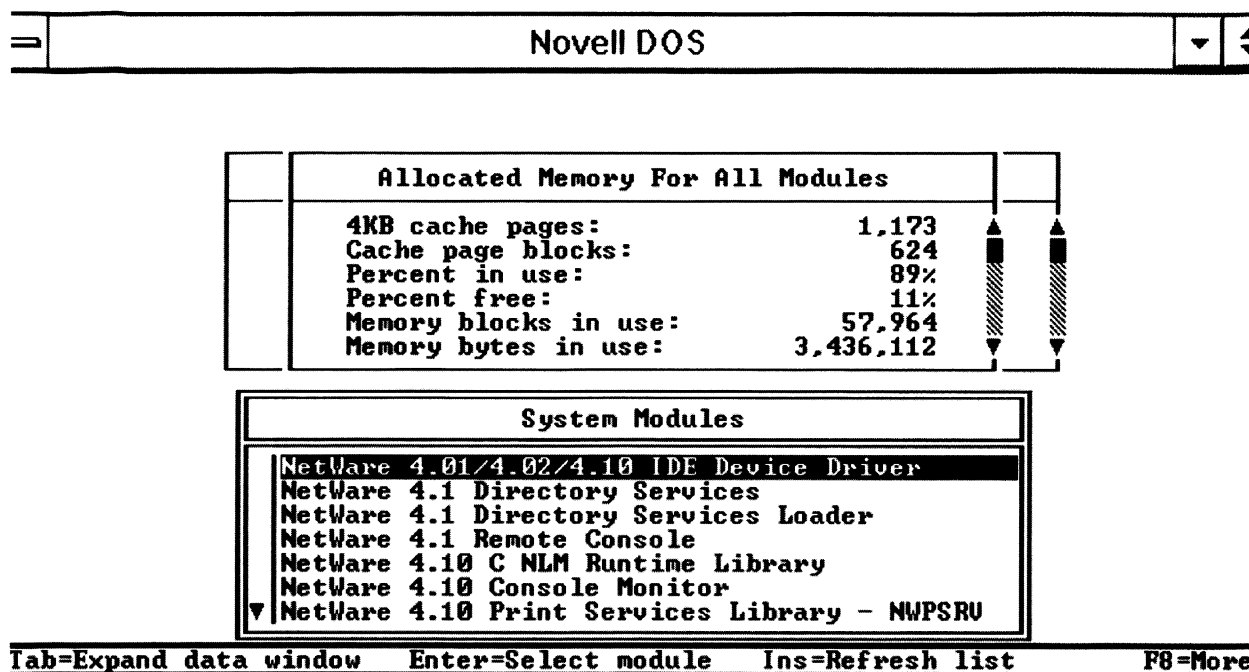 Novell DOS
Allocated Memory For All Modules
4KB cache pages: 1,173
Cache page blocks: 624
Percent in use: 89%
Percent free: 11%
Memory blocks in use: 57,964
Memory bytes in use: 3,436,112
System Modules
NetWare 4.01/4.02/4.10 IDE Device Driver
NetWare 4.1 Directory Services
NetWare 4.1 Directory Services Loader
NetWare 4.1 Remote Console
NetWare 4.10 C NLM Runtime Library
NetWare 4.10 Console Monitor
NetWare 4.10 Print Services Library - NWPSRV
Tab=Expand data window Enter=Select module Ins=Refresh list F8=More